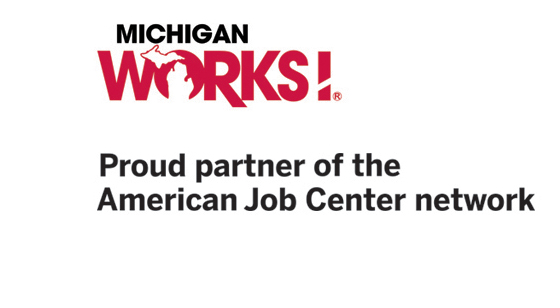 MICHIGAN
WORKS!®
Proud partner of the
American Job Center network